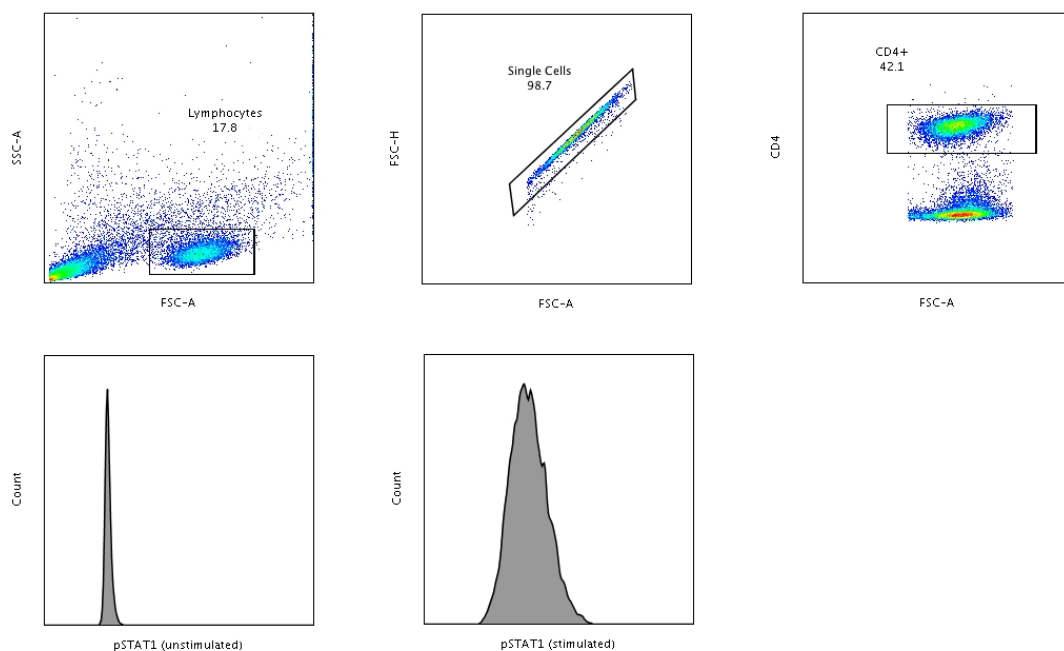 SSC-A
Lymphocytes
17.8
FSC-A
FSC-H
Single Cells
98.7
FSC-A
CD4
CD4+
42.1
FSC-A
Count
pSTAT1 (unstimulated)
Count
pSTAT1 (stimulated)